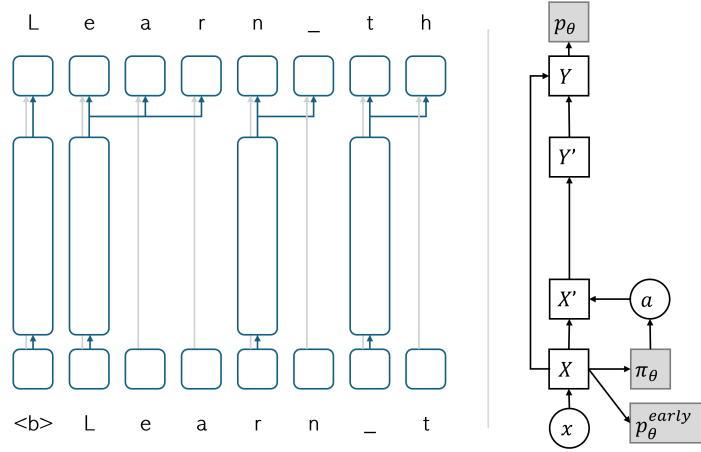 L e a r n _ t h
<b> L e a r n _ t
p_θ
Y
Y'
X'
a
X
π_θ
x
p_θ^early